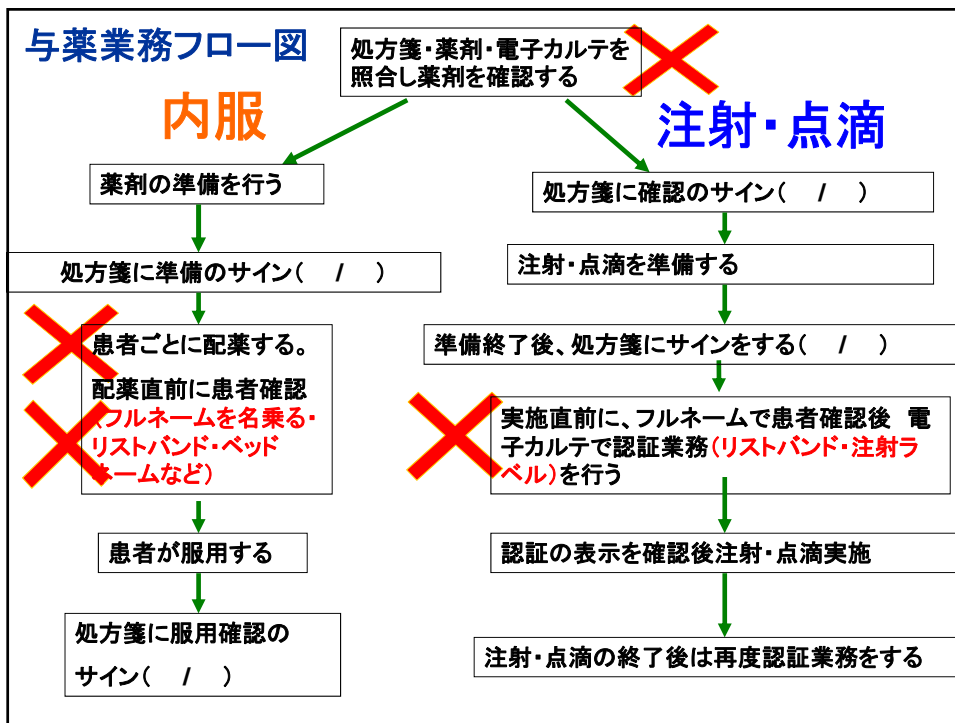 与薬業務フロー図
処方箋・薬剤・電子カルテを
照合し薬剤を確認する
内服
注射・点滴
薬剤の準備を行う
処方箋に準備のサイン(　/　)
患者ごとに配薬する。
配薬直前に患者確認
(フルネームを名乗る・
リストバンド・ベッド
ネームなど)
患者が服用する
処方箋に服用確認の
サイン(　/　)
処方箋に確認のサイン(　/　)
注射・点滴を準備する
準備終了後、処方箋にサインをする(　/　)
実施直前に、フルネームで患者確認後　電
子カルテで認証業務(リストバンド・注射ラ
ベル)を行う
認証の表示を確認後注射・点滴実施
注射・点滴の終了後は再度認証業務をする